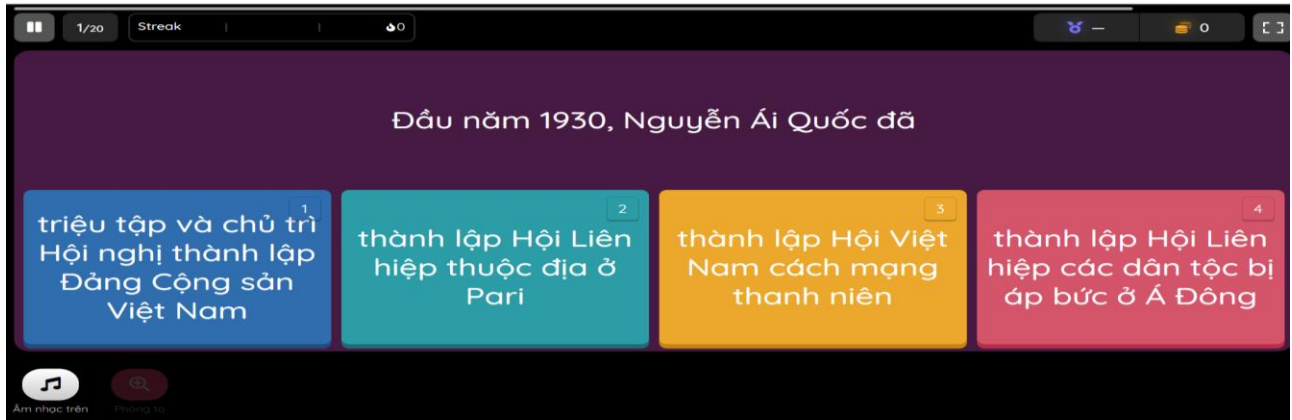 1/20
Streak
0
—
0
Đầu năm 1930, Nguyễn Ái Quốc đã
1
triệu tập và chủ trì
Hội nghị thành lập
Đảng Cộng sản
Việt Nam
2
thành lập Hội Liên
hiệp thuộc địa ở
Pari
3
thành lập Hội Việt
Nam cách mạng
thanh niên
4
thành lập Hội Liên
hiệp các dân tộc bị
áp bức ở Á Đông
Âm nhạc trên
Phóng to